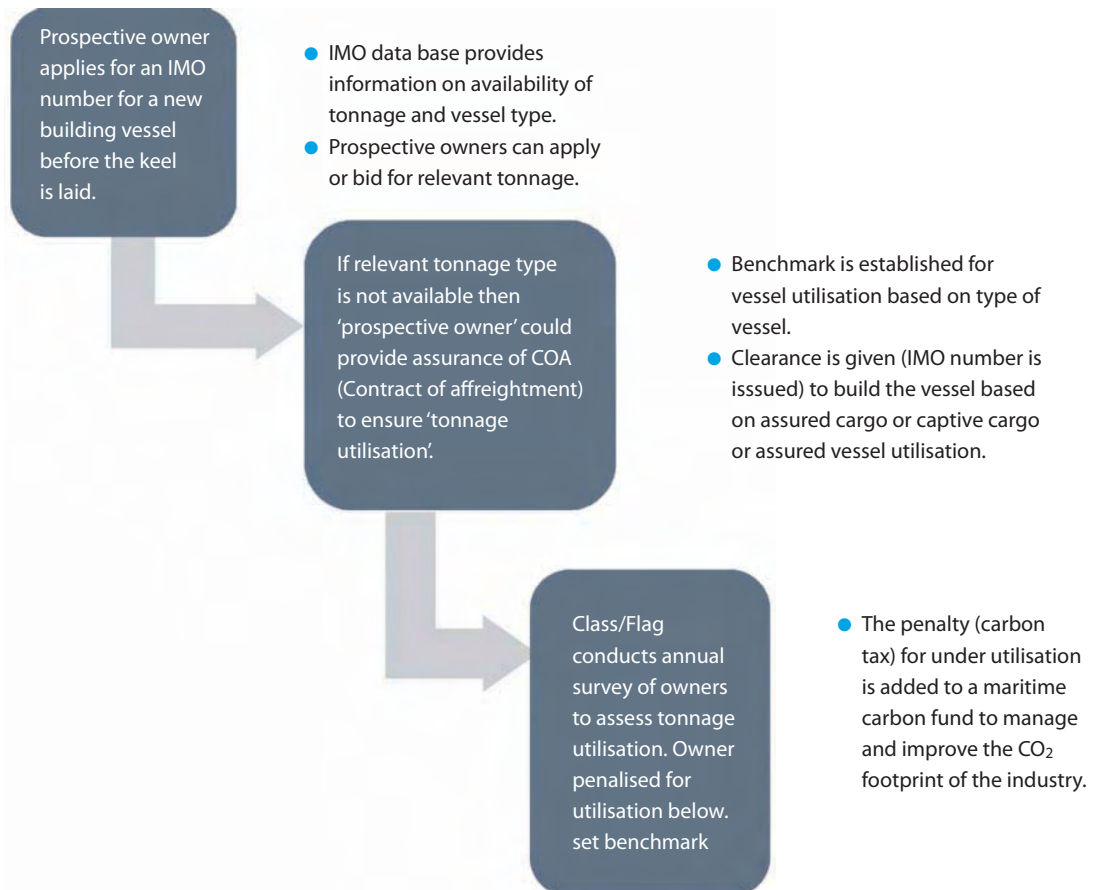 Prospective owner
applies for an IMO
number for a new
building vessel
before the keel
is laid.
● IMO data base provides
information on availability of
tonnage and vessel type.
● Prospective owners can apply
or bid for relevant tonnage.
If relevant tonnage type
is not available then
‘prospective owner’ could
provide assurance of COA
(Contract of affreightment)
to ensure ‘tonnage
utilisation’.
● Benchmark is established for
vessel utilisation based on type of
vessel.
● Clearance is given (IMO number is
isssued) to build the vessel based
on assured cargo or captive cargo
or assured vessel utilisation.
Class/Flag
conducts annual
survey of owners
to assess tonnage
utilisation. Owner
penalised for
utilisation below.
set benchmark
● The penalty (carbon
tax) for under utilisation
is added to a maritime
carbon fund to manage
and improve the CO₂
footprint of the industry.